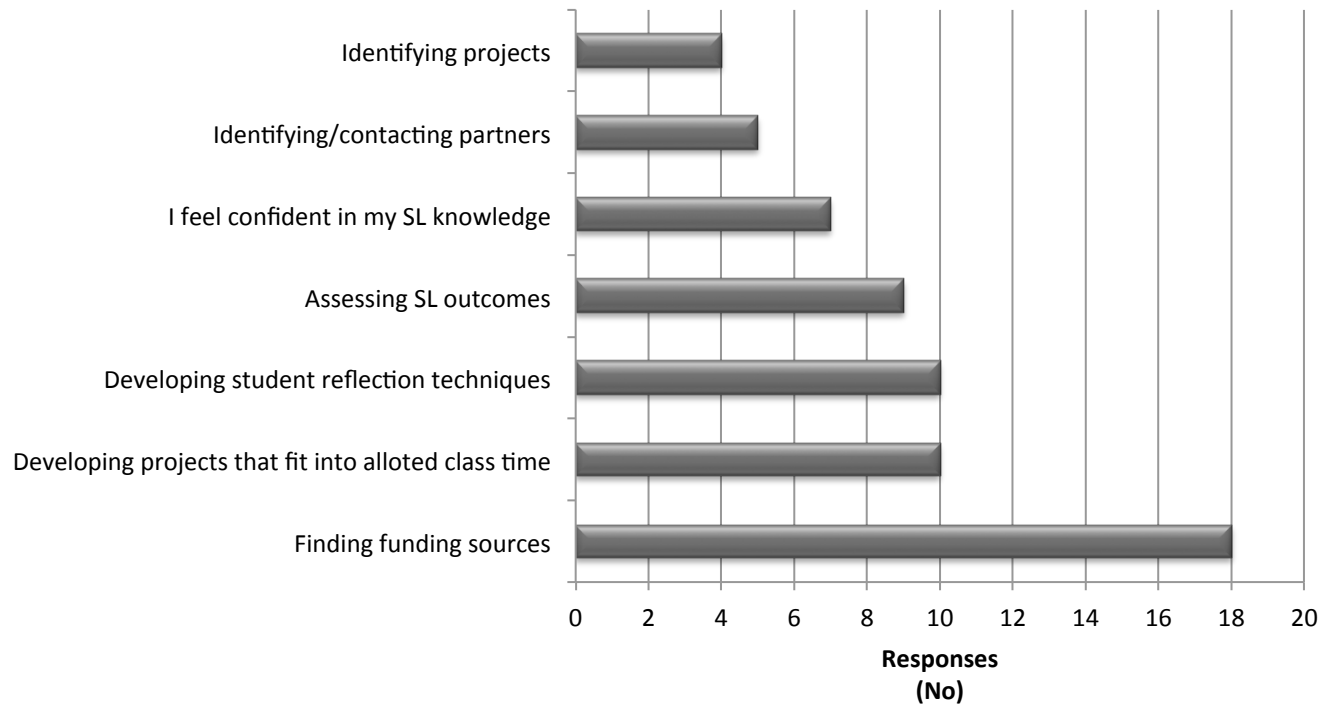 Identifying projects
Identifying/contacting partners
I feel confident in my SL knowledge
Assessing SL outcomes
Developing student reflection techniques
Developing projects that fit into alloted class time
Finding funding sources
0 2 4 6 8 10 12 14 16 18 20
Responses
(No)